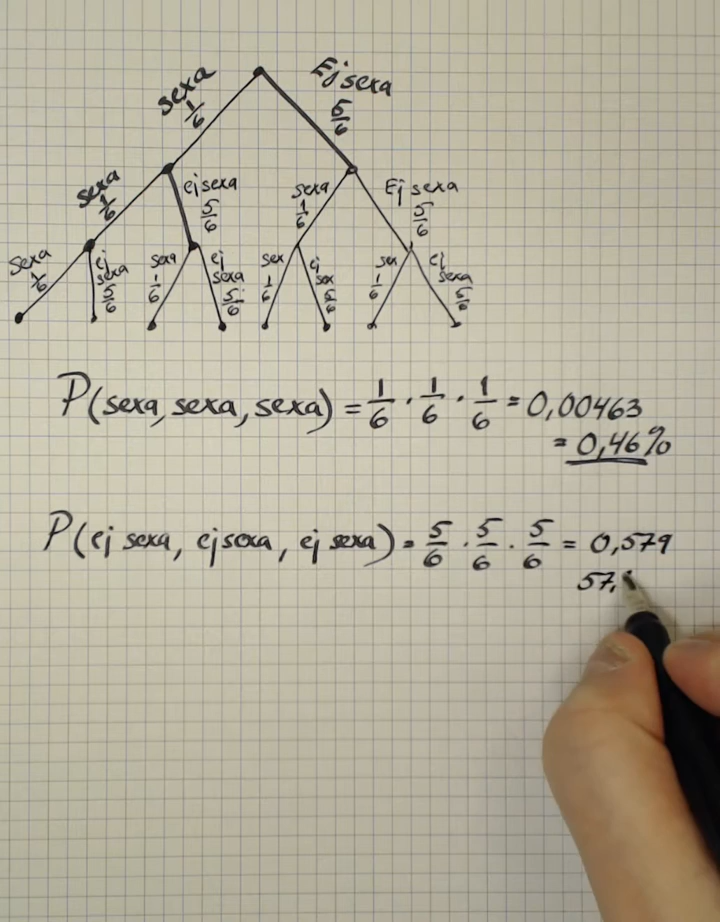 sexa 1/6 Ej sexa 5/6
sexa 1/6 ej sexa 5/6 sexa 1/6 Ej sexa 5/6
sexa 1/6 ej sexa 5/6 sexa 1/6 ej sexa 5/6 sex 1/6 ej sex 5/6 sex 1/6 ej sexa 5/6
P(sexa, sexa, sexa) = 1/6 · 1/6 · 1/6 = 0,00463
= 0,46%
P(ej sexa, ej sexa, ej sexa) = 5/6 · 5/6 · 5/6 = 0,579
57,